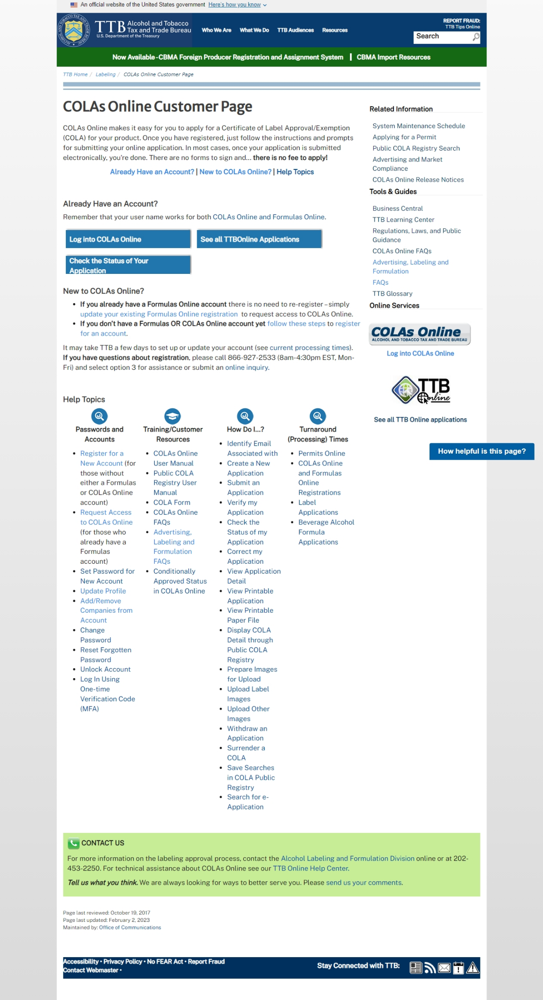 An official website of the United States government Here's how you know
TTB Alcohol and Tobacco
Tax and Trade Bureau
U.S. Department of the Treasury
Who We Are What We Do TTB Audiences Resources
REPORT FRAUD:
TTB Tips Online
Search
Now Available - CBMA Foreign Producer Registration and Assignment System | CBMA Import Resources
TTB Home / Labeling / COLAs Online Customer Page
COLAs Online Customer Page
COLAs Online makes it easy for you to apply for a Certificate of Label Approval/Exemption
(COLA) for your product. Once you have registered, just follow the instructions and prompts
for submitting your online application. In most cases, once your application is submitted
electronically, you're done. There are no forms to sign and... there is no fee to apply!
Already Have an Account? | New to COLAs Online? | Help Topics
Already Have an Account?
Remember that your user name works for both COLAs Online and Formulas Online.
Log into COLAs Online
See all TTBOnline Applications
Check the Status of Your
Application
New to COLAs Online?
• If you already have a Formulas Online account there is no need to re-register – simply
update your existing Formulas Online registration to request access to COLAs Online.
• If you don't have a Formulas OR COLAs Online account yet follow these steps to register
for an account.
It may take TTB a few days to set up or update your account (see current processing times).
If you have questions about registration, please call 866-927-2533 (8am-4:30pm EST, Mon-
Fri) and select option 3 for assistance or submit an online inquiry.
Help Topics
Passwords and
Accounts
• Register for a
New Account (for
those without
either a Formulas
or COLAs Online
account)
• Request Access
to COLAs Online
(for those who
already have a
Formulas
account)
• Set Password for
New Account
• Update Profile
• Add/Remove
Companies from
Account
• Change
Password
• Reset Forgotten
Password
• Unlock Account
• Log In Using
One-time
Verification Code
(MFA)
Training/Customer
Resources
• COLAs Online
User Manual
• Public COLA
Registry User
Manual
• COLA Form
• COLAs Online
FAQs
• Advertising,
Labeling and
Formulation
FAQs
• Conditionally
Approved Status
in COLAs Online
How Do I...?
• Identify Email
Associated with
• Create a New
Application
• Submit an
Application
• Verify my
Application
• Check the
Status of my
Application
• Correct my
Application
• View Application
Detail
• View Printable
Application
• View Printable
Paper File
• Display COLA
Detail through
Public COLA
Registry
• Prepare Images
for Upload
• Upload Label
Images
• Upload Other
Images
• Withdraw an
Application
• Surrender a
COLA
• Save Searches
in COLA Public
Registry
• Search for e-
Application
Turnaround
(Processing) Times
• Permits Online
• COLAs Online
and Formulas
Online
Registrations
• Label
Applications
• Beverage Alcohol
Formula
Applications
Related Information
System Maintenance Schedule
Applying for a Permit
Public COLA Registry Search
Advertising and Market
Compliance
COLAs Online Release Notices
Tools & Guides
Business Central
TTB Learning Center
Regulations, Laws, and Public
Guidance
COLAs Online FAQs
Advertising, Labeling and
Formulation
FAQs
TTB Glossary
Online Services
COLAs Online
ALCOHOL AND TOBACCO TAX AND TRADE BUREAU
Log into COLAs Online
TTB
Online
See all TTB Online applications
How helpful is this page?
CONTACT US
For more information on the labeling approval process, contact the Alcohol Labeling and Formulation Division online or at 202-
453-2250. For technical assistance about COLAs Online see our TTB Online Help Center.
Tell us what you think. We are always looking for ways to better serve you. Please send us your comments.
Page last reviewed: October 19, 2017
Page last updated: February 2, 2023
Maintained by: Office of Communications
Accessibility • Privacy Policy • No FEAR Act • Report Fraud
Contact Webmaster •
Stay Connected with TTB: